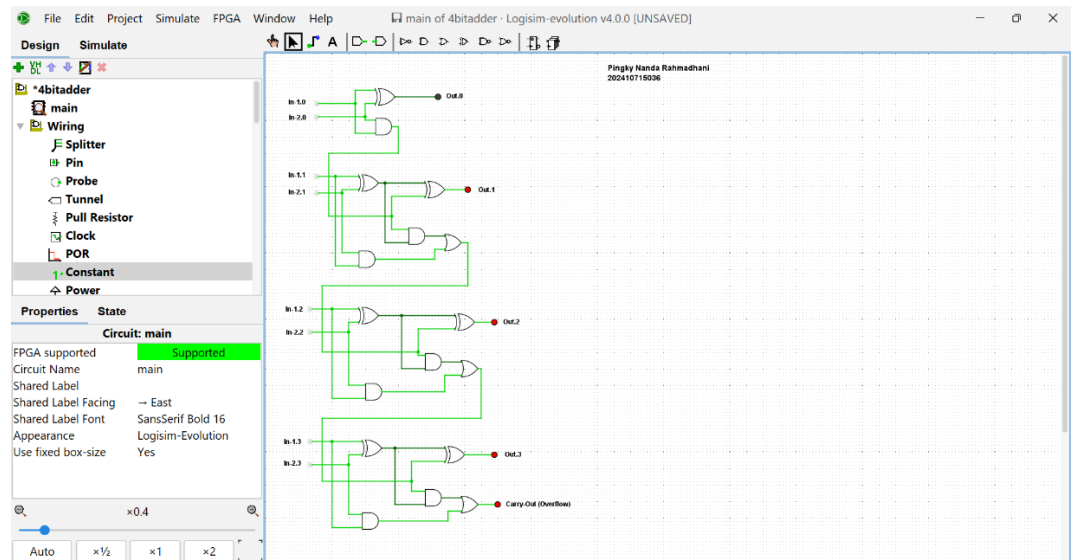 File Edit Project Simulate FPGA Window Help
main of 4bitadder · Logisim-evolution v4.0.0 [UNSAVED]
Design Simulate
A
VH
DL
*4bitadder
main
Wiring
Splitter
Pin
Probe
Tunnel
Pull Resistor
Clock
POR
1 Constant
Power
Properties State
Circuit: main
FPGA supported Supported
Circuit Name main
Shared Label
Shared Label Facing → East
Shared Label Font SansSerif Bold 16
Appearance Logisim-Evolution
Use fixed box-size Yes
×0.4
Auto ×½ ×1 ×2
Pingky Nanda Rahmadhani
202410715036
In-1.0
Out.0
In-2.0
In-1.1
In-2.1
Out.1
In-1.2
Out.2
In-2.2
In-1.3
Out.3
In-2.3
Carry-Out (Overflow)